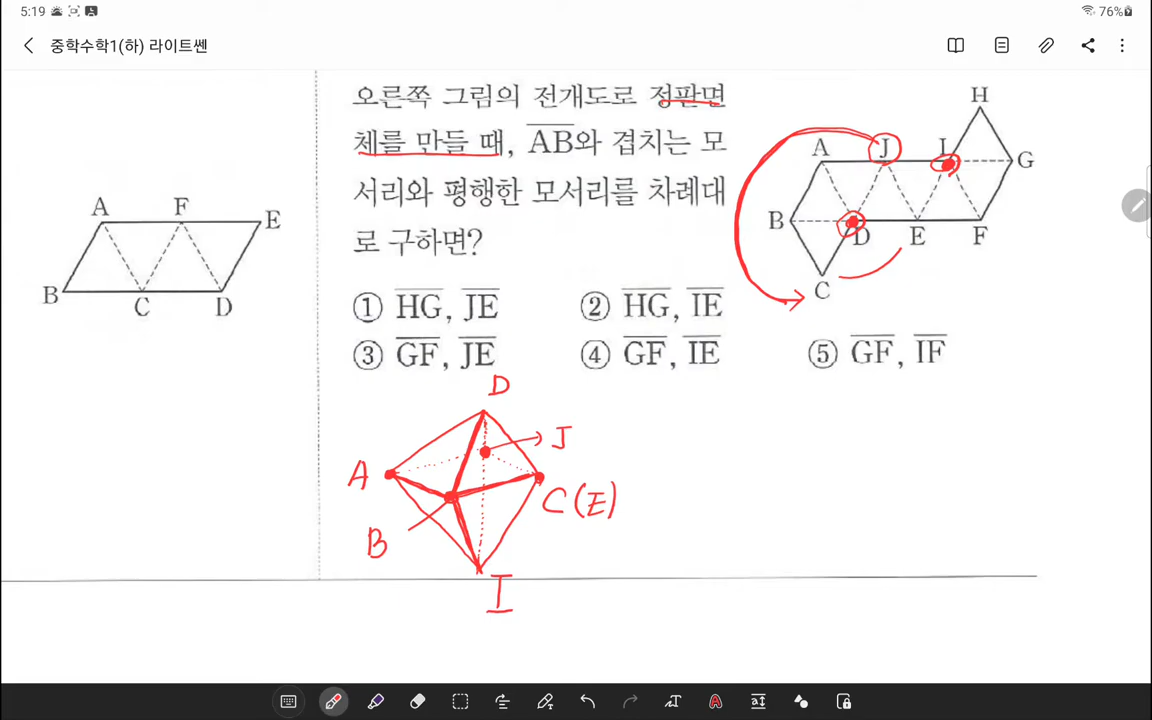 5:19
76%
중학수학1(하) 라이트쎈
오른쪽 그림의 전개도로 정팔면
체를 만들 때, AB와 겹치는 모
서리와 평행한 모서리를 차례대
로 구하면?
① HG, JE
② HG, IE
③ GF, JE
④ GF, IE
⑤ GF, IF
H
A J I G
B D E F
C
A F E
B C D
D
J
A
C(E)
B
I